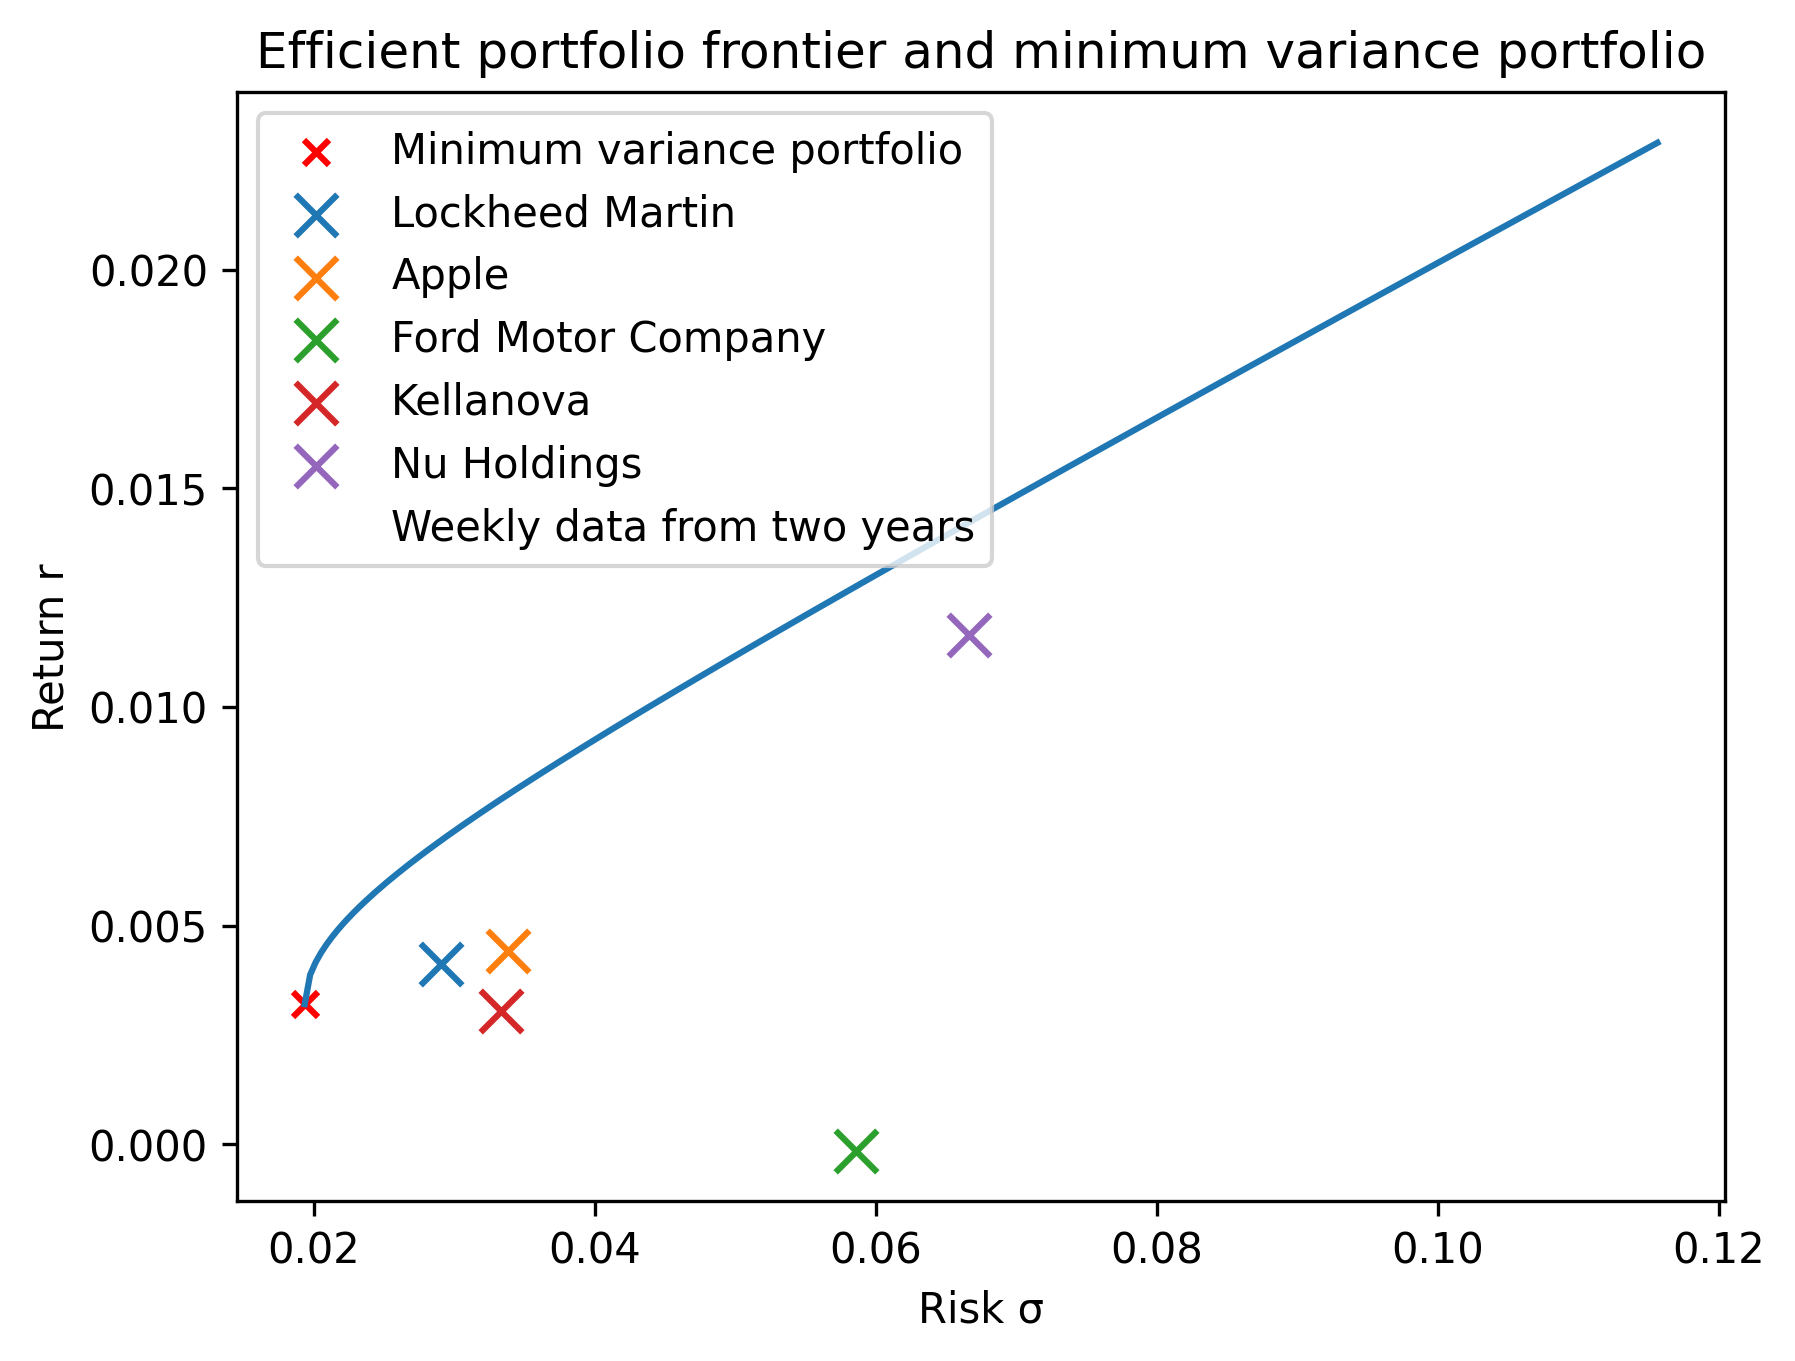 Efficient portfolio frontier and minimum variance portfolio
Minimum variance portfolio
Lockheed Martin
Apple
Ford Motor Company
Kellanova
Nu Holdings
Weekly data from two years
Return r
0.020
0.015
0.010
0.005
0.000
0.02 0.04 0.06 0.08 0.10 0.12
Risk σ